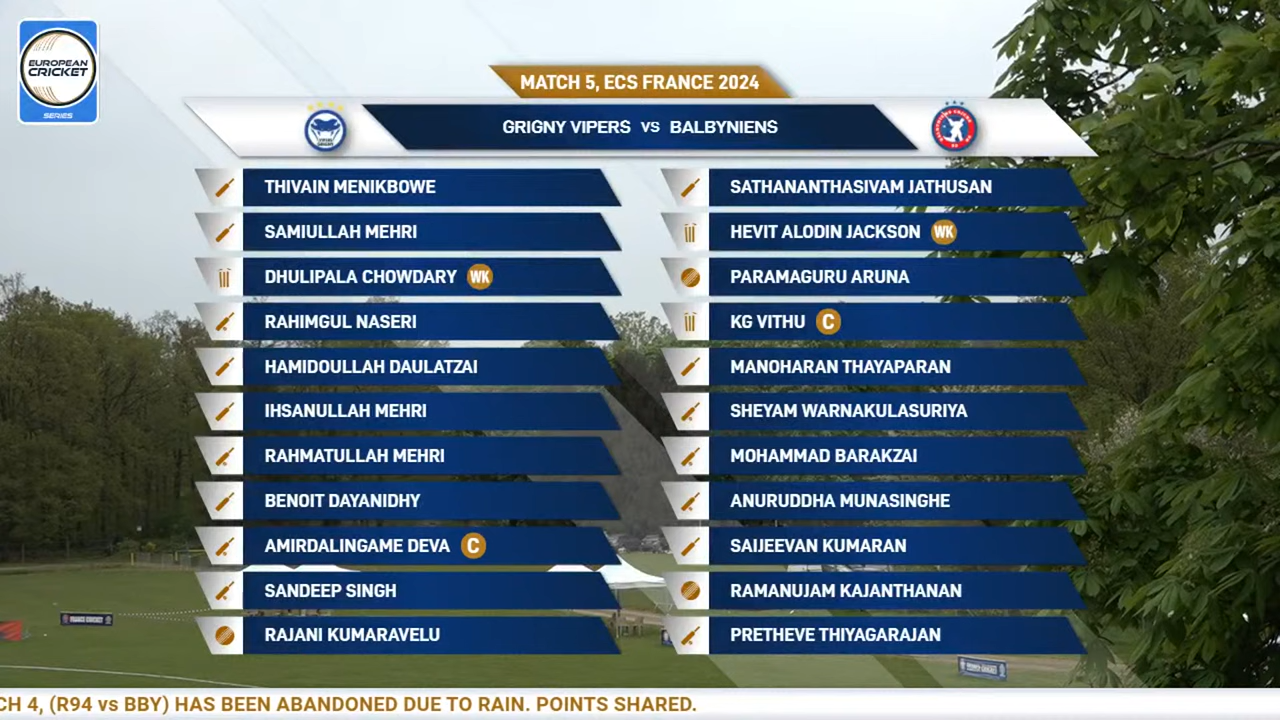 EUROPEAN
CRICKET
SERIES
MATCH 5, ECS FRANCE 2024
GRIGNY VIPERS VS BALBYNIENS
THIVAIN MENIKBOWE
SAMIULLAH MEHRI
DHULIPALA CHOWDARY WK
RAHIMGUL NASERI
HAMIDOULLAH DAULATZAI
IHSANULLAH MEHRI
RAHMATULLAH MEHRI
BENOIT DAYANIDHY
AMIRDALINGAME DEVA C
SANDEEP SINGH
RAJANI KUMARAVELU
SATHANANTHASIVAM JATHUSAN
HEVIT ALODIN JACKSON WK
PARAMAGURU ARUNA
KG VITHU C
MANOHARAN THAYAPARAN
SHEYAM WARNAKULASURIYA
MOHAMMAD BARAKZAI
ANURUDDHA MUNASINGHE
SAIJEEVAN KUMARAN
RAMANUJAM KAJANTHANAN
PRETHEVE THIYAGARAJAN
FRANCE CRICKET
CH 4, (R94 vs BBY) HAS BEEN ABANDONED DUE TO RAIN. POINTS SHARED.